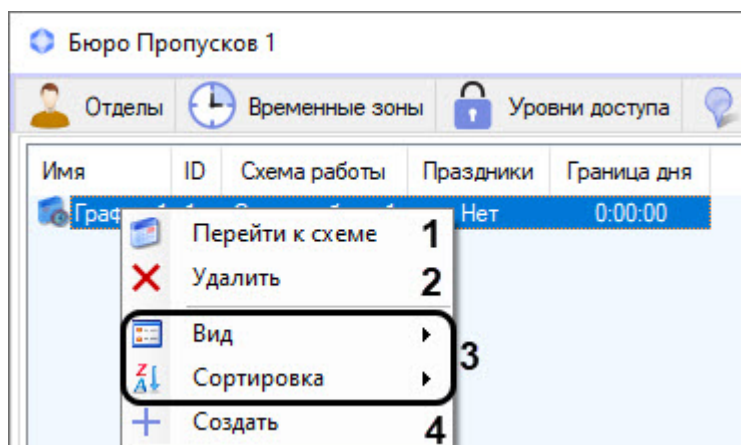 Бюро Пропусков 1
Отделы Временные зоны Уровни доступа
Имя ID Схема работы Праздники Граница дня
Нет 0:00:00
Перейти к схеме 1
Удалить 2
Вид
3
Сортировка
Создать 4